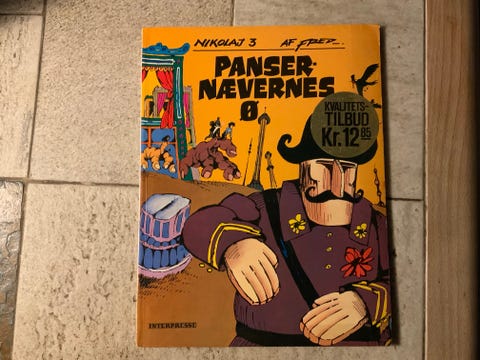 NIKOLAJ 3
AF FRED...
PANSER-
NÆVERNES
Ø
KVALITETS-
TILBUD
Kr. 12 85
INTERPRESSE